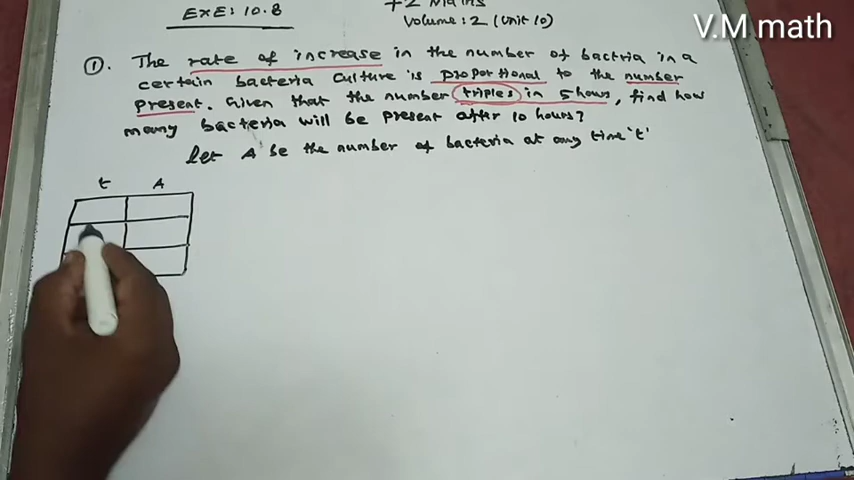 +2 Maths
V.M math
EXE: 10.8
Volume: 2 (Unit 10)
①. The rate of increase in the number of bactria in a
certain bacteria culture is proportional to the number
present. Given that the number triples in 5 hours, find how
many bacteria will be present after 10 hours?
let A be the number of bacteria at any time 't'
t A